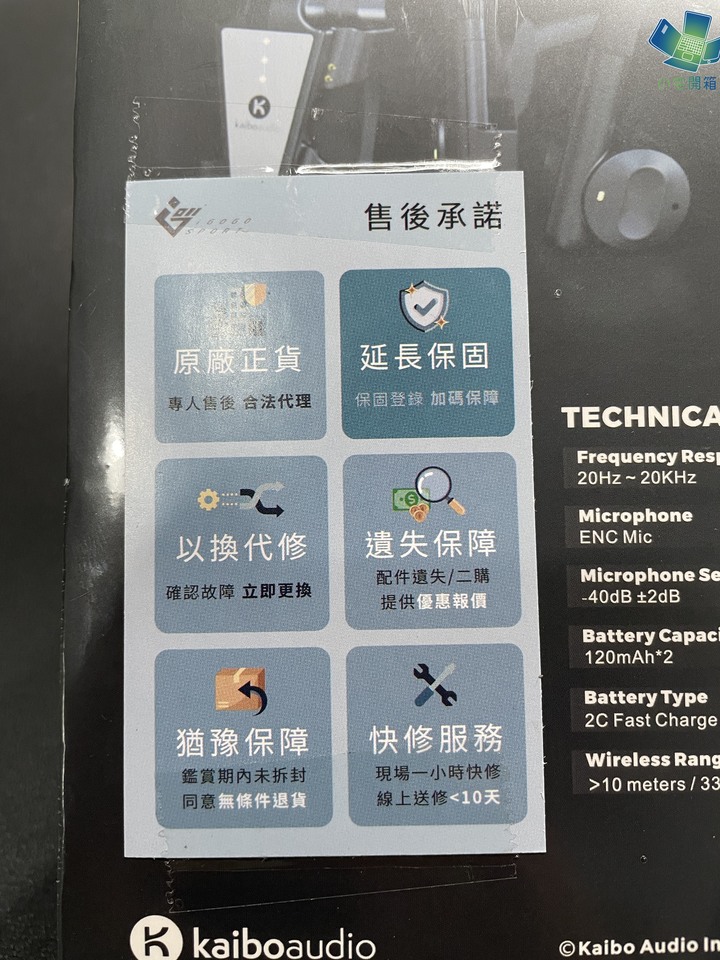 開箱
kaiboaudio
iGOGO
SPORT
售後承諾
原廠正貨
專人售後 合法代理
延長保固
保固登錄 加碼保障
以換代修
確認故障 立即更換
遺失保障
配件遺失/二購
提供優惠報價
猶豫保障
鑑賞期內未拆封
同意無條件退貨
快修服務
現場一小時快修
線上送修<10天
TECHNICA
Frequency Resp
20Hz ~ 20KHz
Microphone
ENC Mic
Microphone Se
-40dB ±2dB
Battery Capaci
120mAh*2
Battery Type
2C Fast Charge
Wireless Rang
>10 meters / 33
kaiboaudio
©Kaibo Audio In